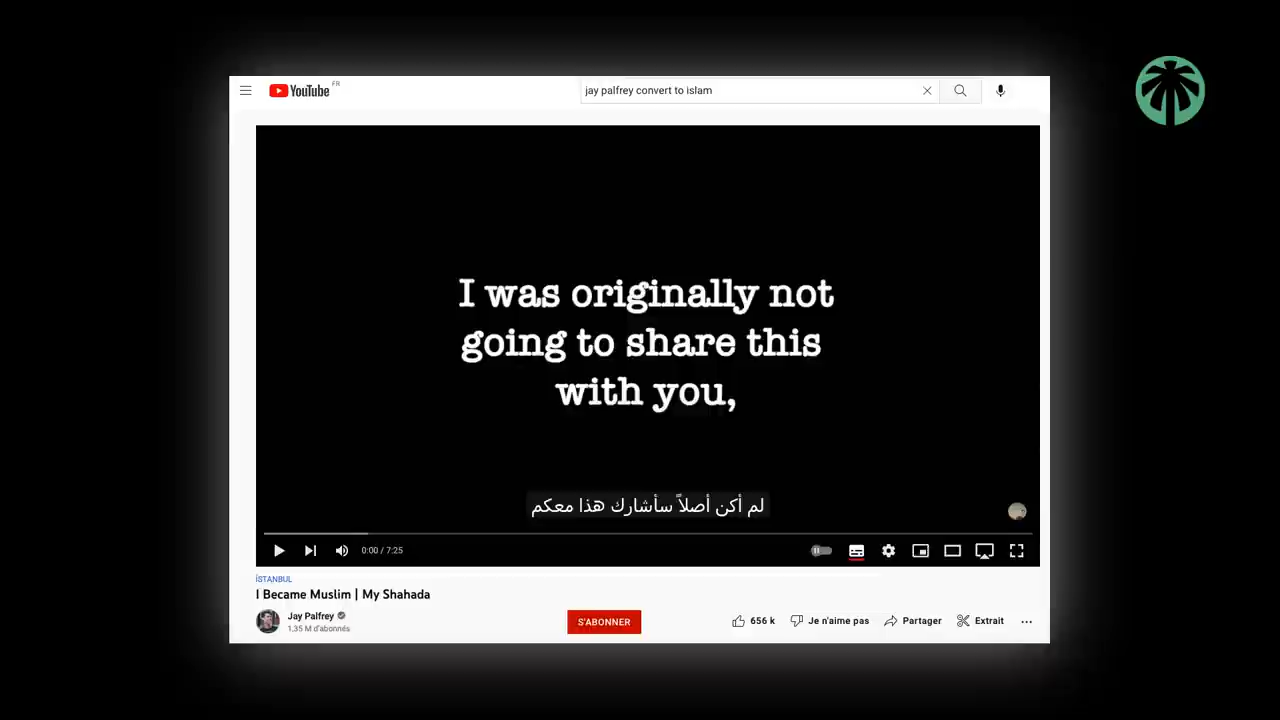 YouTube FR
jay palfrey convert to islam
I was originally not
going to share this
with you,
لم أكن أصلاً سأشارك هذا معكم
0:00 / 7:25
İSTANBUL
I Became Muslim | My Shahada
Jay Palfrey
1,35 M d'abonnés
S'ABONNER
656 k
Je n'aime pas
Partager
Extrait